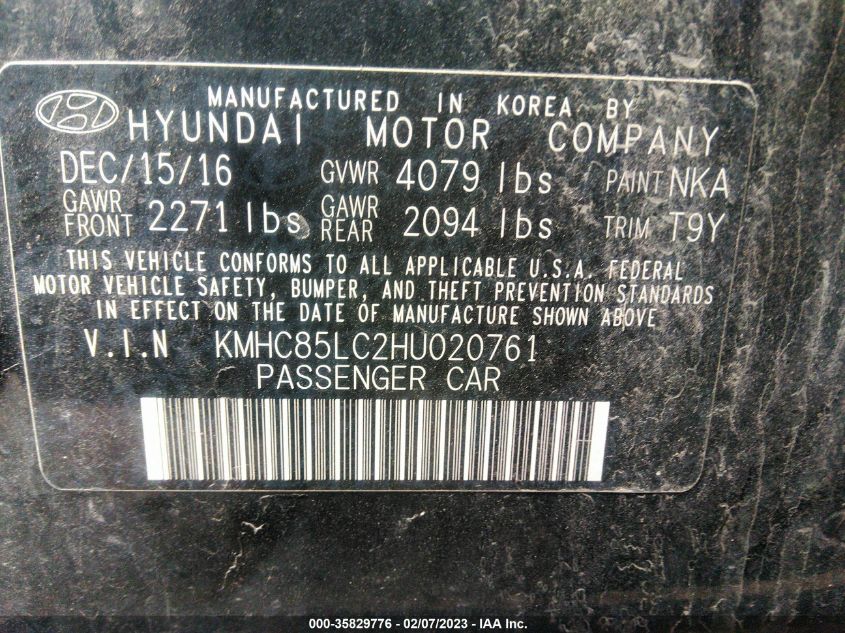 MANUFACTURED IN KOREA BY
HYUNDAI MOTOR COMPANY
DEC/15/16 GVWR 4079 lbs PAINT NKA
GAWR FRONT 2271 lbs GAWR REAR 2094 lbs TRIM T9Y
THIS VEHICLE CONFORMS TO ALL APPLICABLE U.S.A. FEDERAL
MOTOR VEHICLE SAFETY, BUMPER, AND THEFT PREVENTION STANDARDS
IN EFFECT ON THE DATE OF MANUFACTURE SHOWN ABOVE
V.I.N KMHC85LC2HU020761
PASSENGER CAR
000-35829776 - 02/07/2023 - IAA Inc.